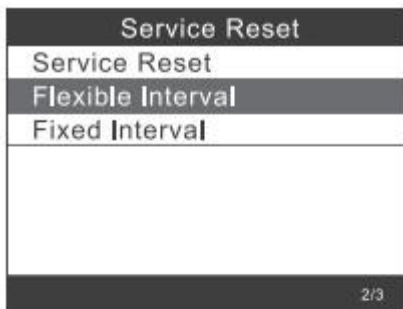 Service Reset
Service Reset
Flexible Interval
Fixed Interval
2/3